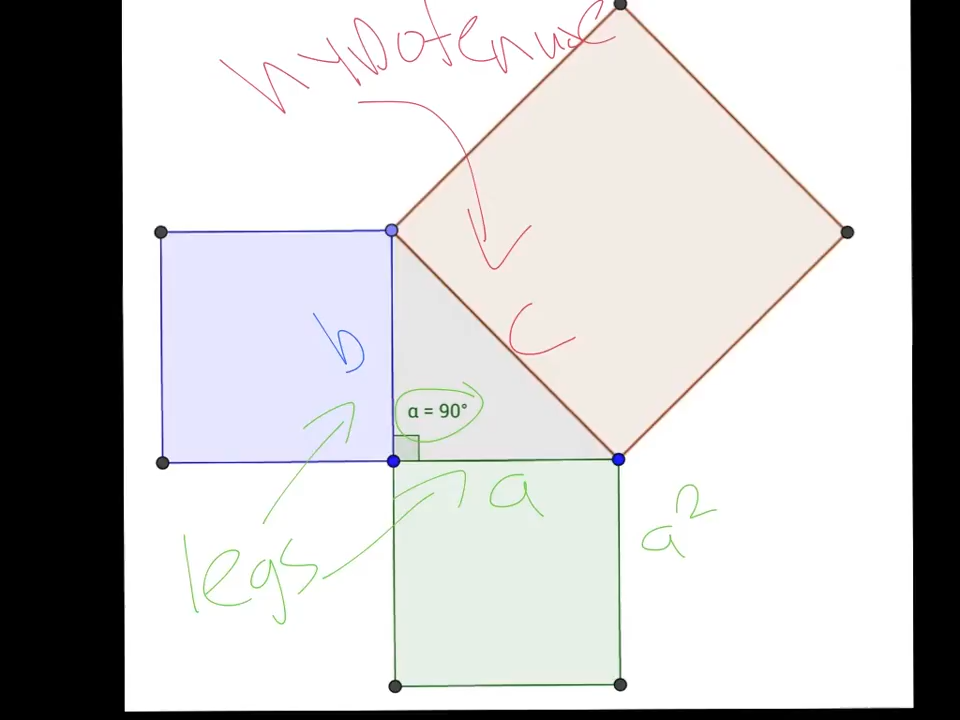 hypotenuse
c
b
α = 90°
a
a²
legs